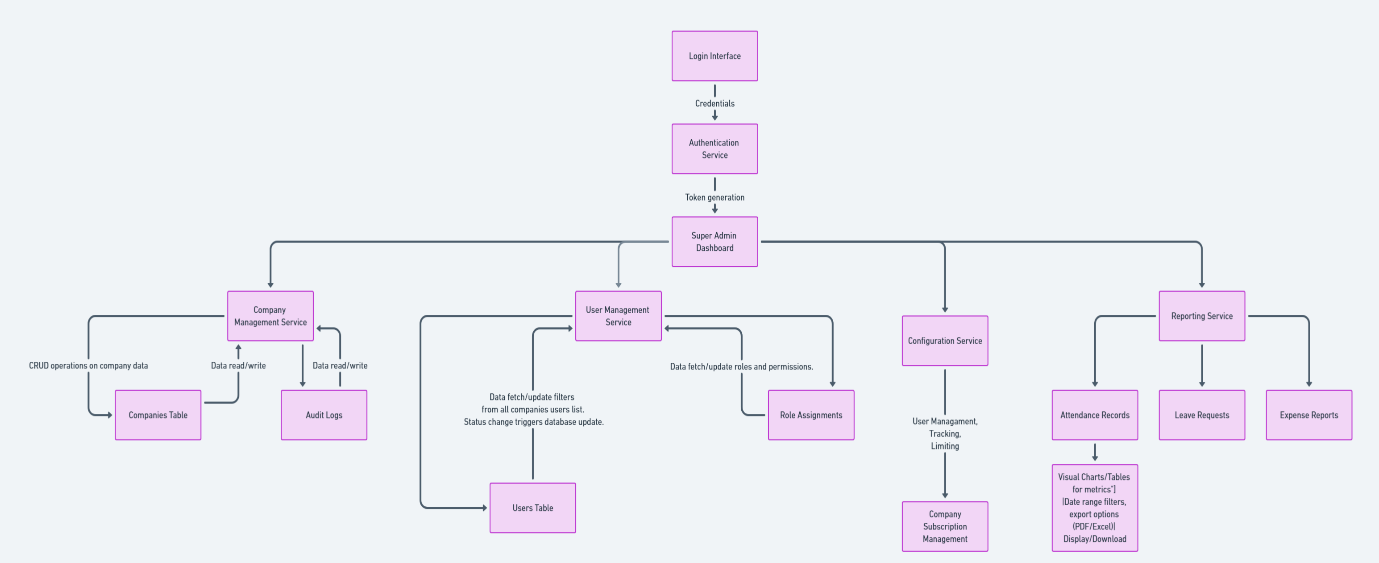 Login Interface
Credentials
Authentication
Service
Token generation
Super Admin
Dashboard
Company
Management Service
User Management
Service
Configuration Service
Reporting Service
CRUD operations on company data
Data read/write
Data read/write
Data fetch/update roles and permissions.
Companies Table
Audit Logs
Data fetch/update filters
from all companies users list.
Status change triggers database update.
Role Assignments
User Managament,
Tracking,
Limiting
Attendance Records
Leave Requests
Expense Reports
Users Table
Company
Subscription
Management
Visual Charts/Tables
for metrics"]
|Date range filters,
export options
(PDF/Excel)|
Display/Download